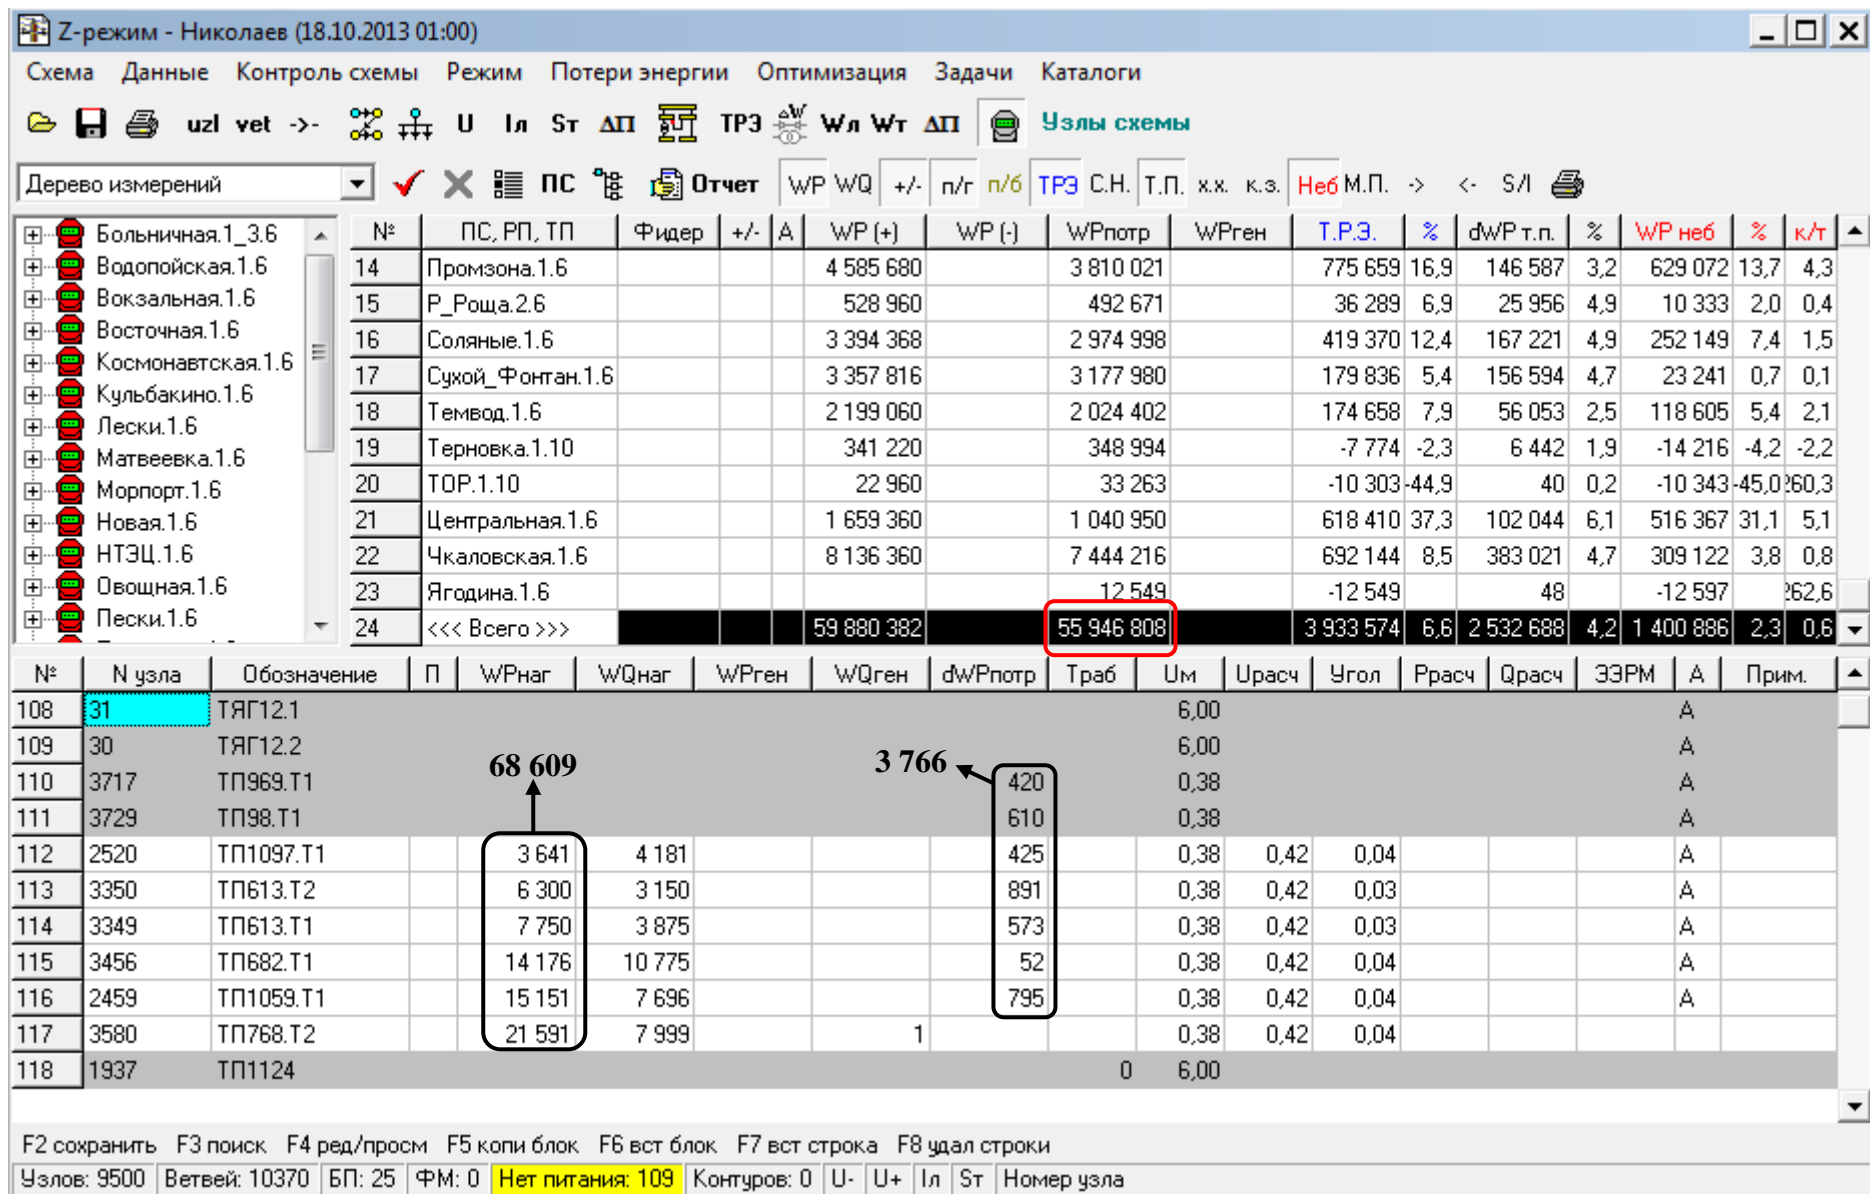 Z-режим - Николаев (18.10.2013 01:00)
Схема Данные Контроль схемы Режим Потери энергии Оптимизация Задачи Каталоги
uzl vet ->- U Iл Sт ΔП ТРЭ ΔW Wл Wт ΔП Узлы схемы
Дерево измерений ПС Отчет WP WQ +/- п/г п/б ТРЭ С.Н. Т.П. х.х. к.з. Неб М.П. -> <- S/I
Больничная.1_3.6
Водопойская.1.6
Вокзальная.1.6
Восточная.1.6
Космонавтская.1.6
Кульбакино.1.6
Лески.1.6
Матвеевка.1.6
Морпорт.1.6
Новая.1.6
НТЭЦ.1.6
Овощная.1.6
Пески.1.6
№ ПС, РП, ТП Фидер +/- А WP (+) WP (-) WPпотр WPген Т.Р.Э. % dWP т.п. % WP неб % к/т
14 Промзона.1.6 4 585 680 3 810 021 775 659 16,9 146 587 3,2 629 072 13,7 4,3
15 Р_Роща.2.6 528 960 492 671 36 289 6,9 25 956 4,9 10 333 2,0 0,4
16 Соляные.1.6 3 394 368 2 974 998 419 370 12,4 167 221 4,9 252 149 7,4 1,5
17 Сухой_Фонтан.1.6 3 357 816 3 177 980 179 836 5,4 156 594 4,7 23 241 0,7 0,1
18 Темвод.1.6 2 199 060 2 024 402 174 658 7,9 56 053 2,5 118 605 5,4 2,1
19 Терновка.1.10 341 220 348 994 -7 774 -2,3 6 442 1,9 -14 216 -4,2 -2,2
20 ТОР.1.10 22 960 33 263 -10 303 -44,9 40 0,2 -10 343 -45,0 60,3
21 Центральная.1.6 1 659 360 1 040 950 618 410 37,3 102 044 6,1 516 367 31,1 5,1
22 Чкаловская.1.6 8 136 360 7 444 216 692 144 8,5 383 021 4,7 309 122 3,8 0,8
23 Ягодина.1.6 12 549 -12 549 48 -12 597 62,6
24 <<< Всего >>> 59 880 382 55 946 808 3 933 574 6,6 2 532 688 4,2 1 400 886 2,3 0,6
№ N узла Обозначение П WPнаг WQнаг WPген WQген dWPпотр Траб Uм Uрасч Угол Pрасч Qрасч ЭЭРМ А Прим.
108 31 ТЯГ12.1 6,00 А
109 30 ТЯГ12.2 6,00 А
68 609 3 766
110 3717 ТП969.Т1 420 0,38 А
111 3729 ТП98.Т1 610 0,38 А
112 2520 ТП1097.Т1 3 641 4 181 425 0,38 0,42 0,04 А
113 3350 ТП613.Т2 6 300 3 150 891 0,38 0,42 0,03 А
114 3349 ТП613.Т1 7 750 3 875 573 0,38 0,42 0,03 А
115 3456 ТП682.Т1 14 176 10 775 52 0,38 0,42 0,04 А
116 2459 ТП1059.Т1 15 151 7 696 795 0,38 0,42 0,04 А
117 3580 ТП768.Т2 21 591 7 999 1 0,38 0,42 0,04
118 1937 ТП1124 0 6,00
F2 сохранить F3 поиск F4 ред/просм F5 копи блок F6 вст блок F7 вст строка F8 удал строки
Узлов: 9500 Ветвей: 10370 БП: 25 ФМ: 0 Нет питания: 109 Контуров: 0 U- U+ Iл Sт Номер узла